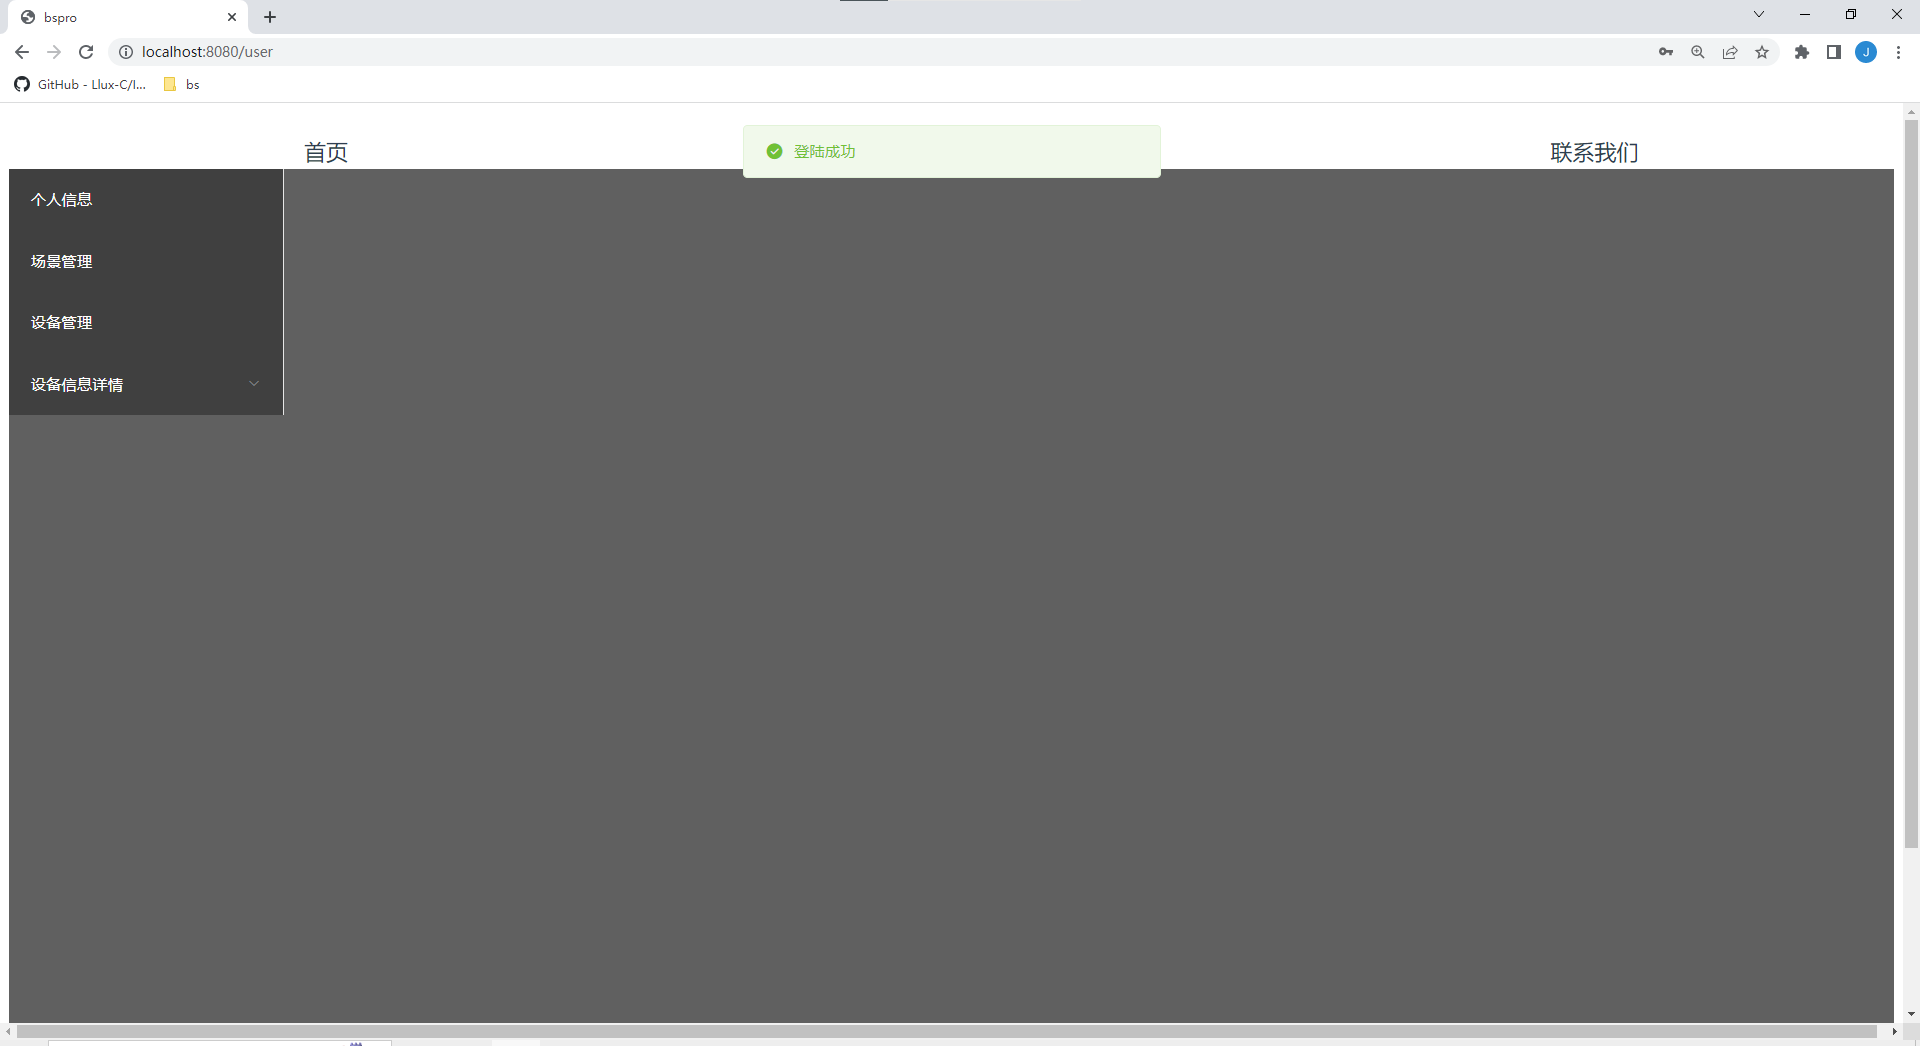 bspro
localhost:8080/user
J
GitHub - Llux-C/I...
bs
首页
登陆成功
联系我们
个人信息
场景管理
设备管理
设备信息详情